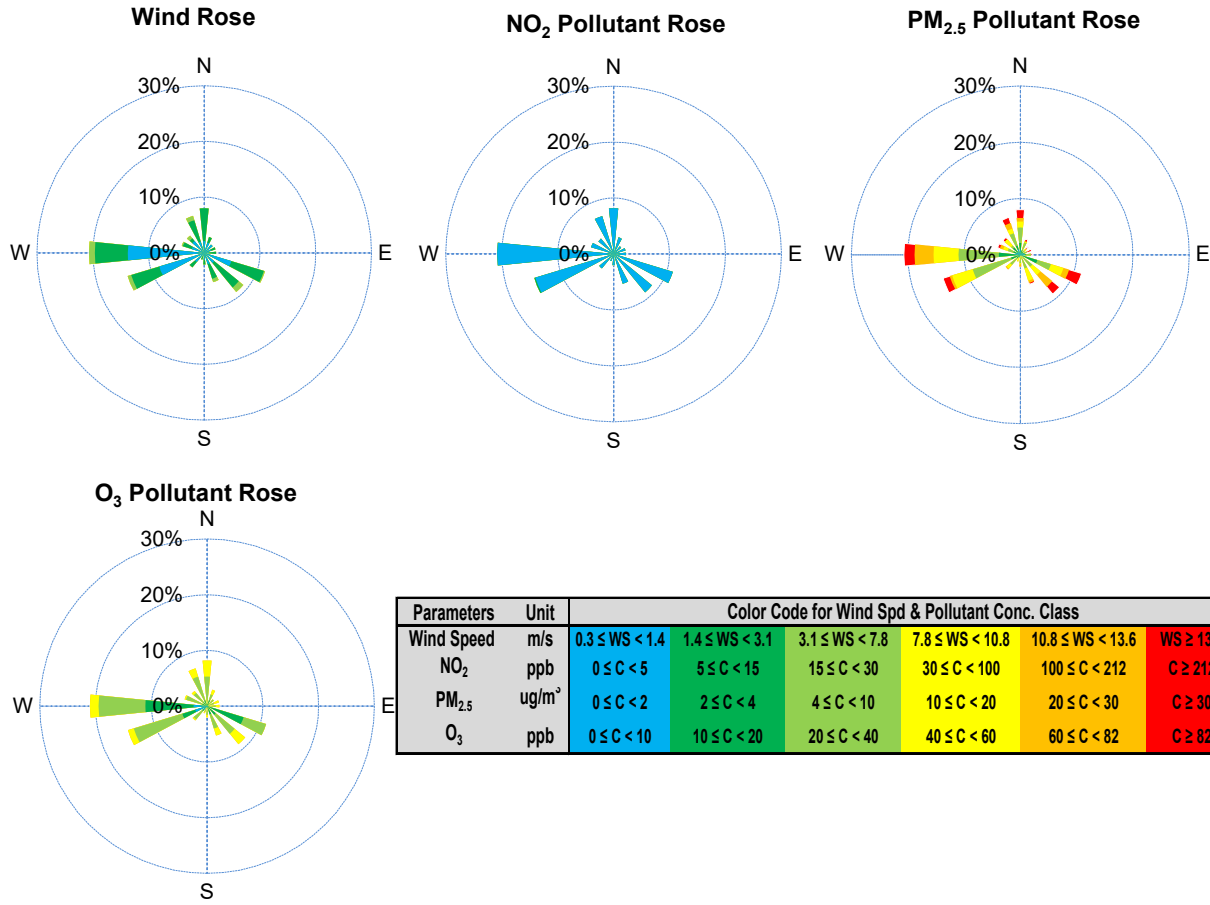 Wind Rose
N
30%
20%
10%
0%
W
E
S
NO2 Pollutant Rose
N
30%
20%
10%
0%
W
E
S
PM2.5 Pollutant Rose
N
30%
20%
10%
0%
W
E
S
O3 Pollutant Rose
N
30%
20%
10%
0%
W
E
S
Parameters Unit Color Code for Wind Spd & Pollutant Conc. Class
Wind Speed m/s 0.3 ≤ WS < 1.4 1.4 ≤ WS < 3.1 3.1 ≤ WS < 7.8 7.8 ≤ WS < 10.8 10.8 ≤ WS < 13.6 WS ≥ 13
NO2 ppb 0 ≤ C < 5 5 ≤ C < 15 15 ≤ C < 30 30 ≤ C < 100 100 ≤ C < 212 C ≥ 212
PM2.5 ug/m³ 0 ≤ C < 2 2 ≤ C < 4 4 ≤ C < 10 10 ≤ C < 20 20 ≤ C < 30 C ≥ 30
O3 ppb 0 ≤ C < 10 10 ≤ C < 20 20 ≤ C < 40 40 ≤ C < 60 60 ≤ C < 82 C ≥ 82